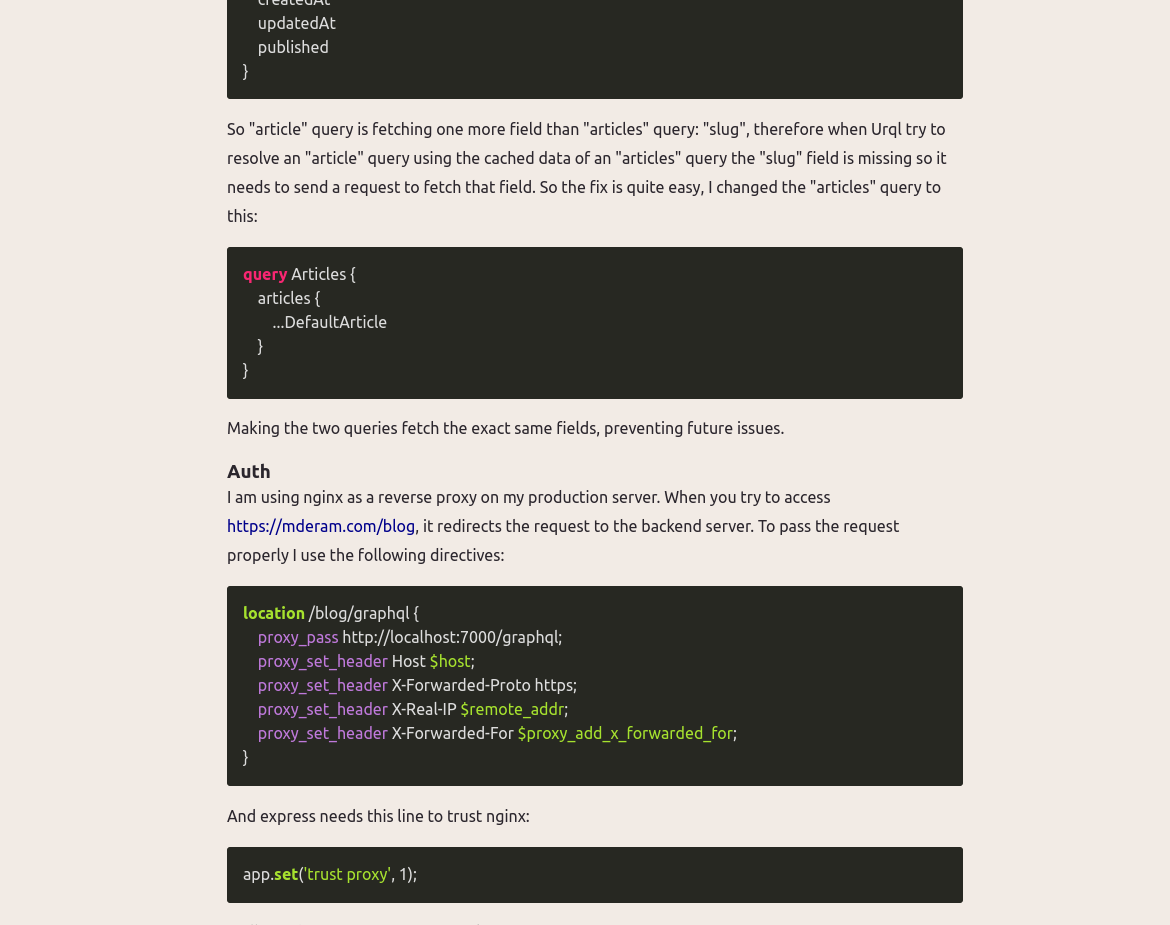 createdAt
updatedAt
published
}
So "article" query is fetching one more field than "articles" query: "slug", therefore when Urql try to
resolve an "article" query using the cached data of an "articles" query the "slug" field is missing so it
needs to send a request to fetch that field. So the fix is quite easy, I changed the "articles" query to
this:
query Articles {
articles {
...DefaultArticle
}
}
Making the two queries fetch the exact same fields, preventing future issues.
Auth
I am using nginx as a reverse proxy on my production server. When you try to access
https://mderam.com/blog, it redirects the request to the backend server. To pass the request
properly I use the following directives:
location /blog/graphql {
proxy_pass http://localhost:7000/graphql;
proxy_set_header Host $host;
proxy_set_header X-Forwarded-Proto https;
proxy_set_header X-Real-IP $remote_addr;
proxy_set_header X-Forwarded-For $proxy_add_x_forwarded_for;
}
And express needs this line to trust nginx:
app.set('trust proxy', 1);